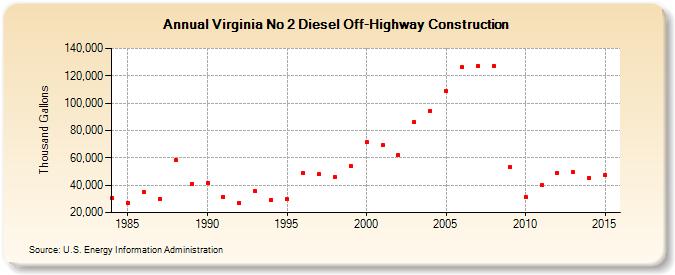 Annual Virginia No 2 Diesel Off-Highway Construction
Thousand Gallons
140,000
120,000
100,000
80,000
60,000
40,000
20,000
1985 1990 1995 2000 2005 2010 2015
Source: U.S. Energy Information Administration